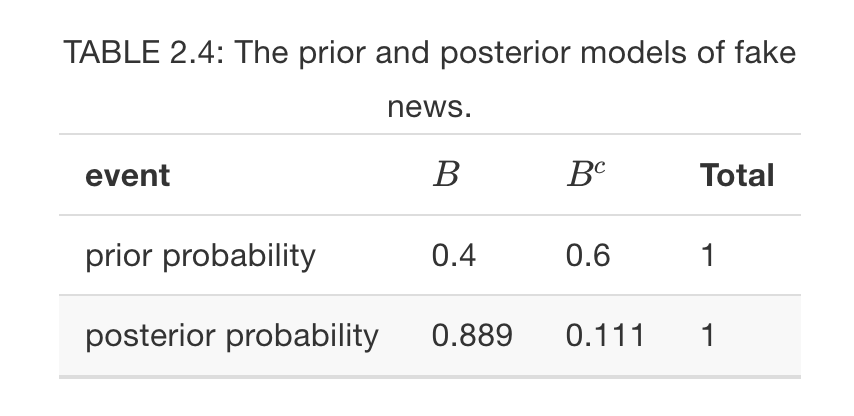 TABLE 2.4: The prior and posterior models of fake
news.
event B Bᶜ Total
prior probability 0.4 0.6 1
posterior probability 0.889 0.111 1